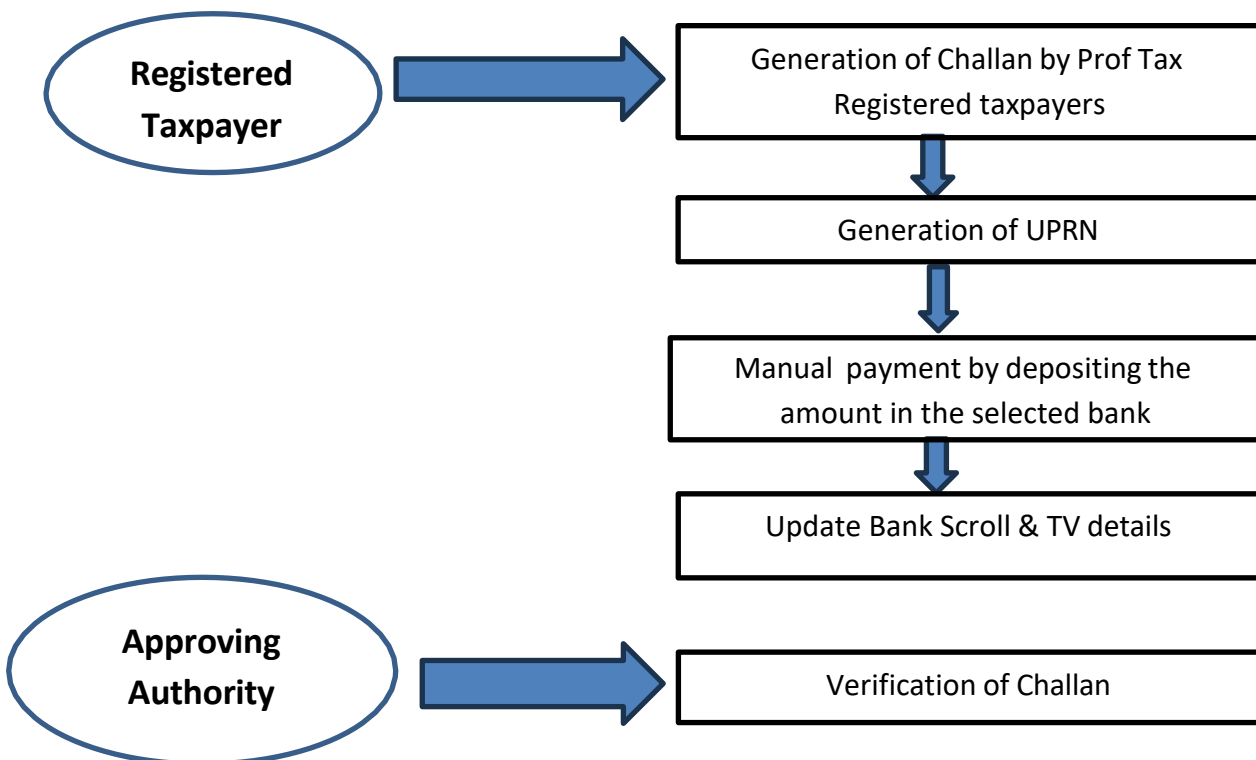 Registered
Taxpayer
Generation of Challan by Prof Tax
Registered taxpayers
Generation of UPRN
Manual payment by depositing the
amount in the selected bank
Update Bank Scroll & TV details
Approving
Authority
Verification of Challan